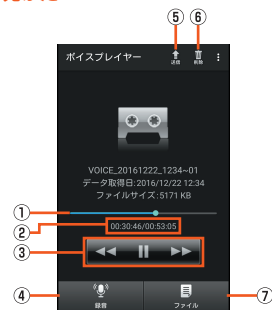 ⑤ ⑥
ボイスプレイヤー 送信 削除
VOICE_20161222_1234~01
データ取得日:2016/12/22 12:34
ファイルサイズ:5171 KB
①
②
00:30:46/00:53:05
③
④
録音
ファイル
⑦